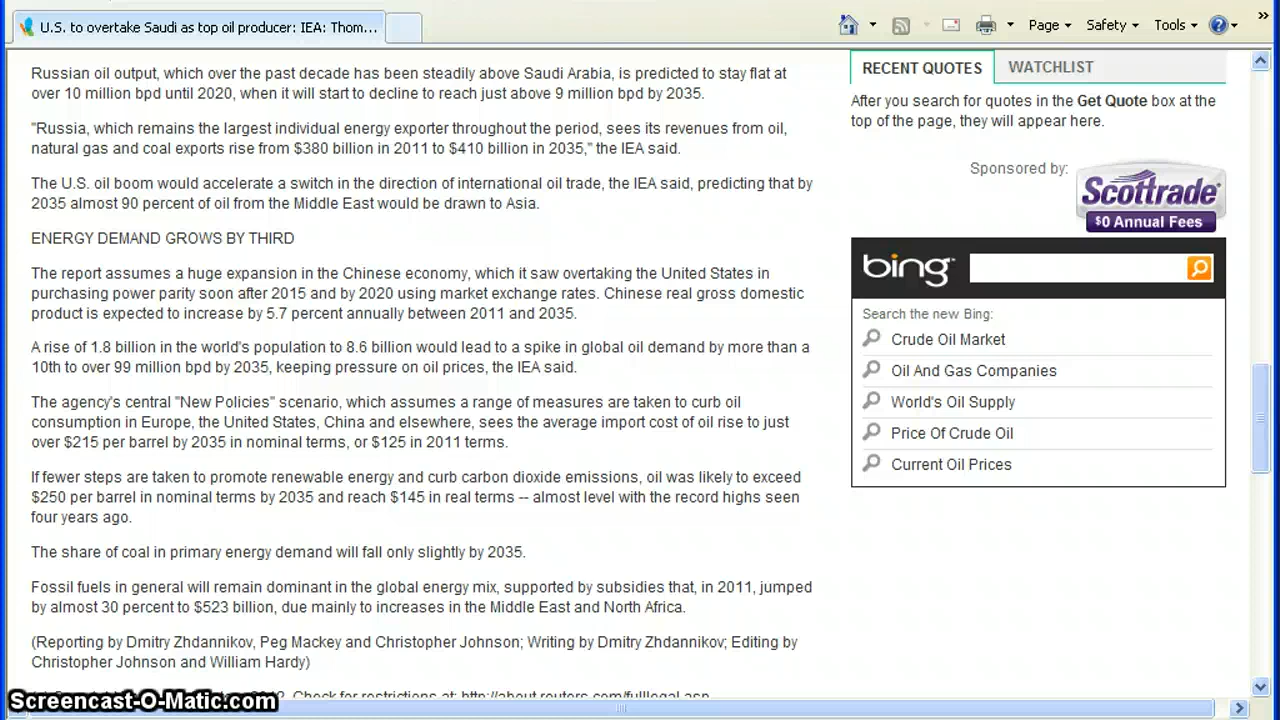 U.S. to overtake Saudi as top oil producer: IEA: Thom...
Page
Safety
Tools
Russian oil output, which over the past decade has been steadily above Saudi Arabia, is predicted to stay flat at
over 10 million bpd until 2020, when it will start to decline to reach just above 9 million bpd by 2035.
"Russia, which remains the largest individual energy exporter throughout the period, sees its revenues from oil,
natural gas and coal exports rise from $380 billion in 2011 to $410 billion in 2035," the IEA said.
The U.S. oil boom would accelerate a switch in the direction of international oil trade, the IEA said, predicting that by
2035 almost 90 percent of oil from the Middle East would be drawn to Asia.
ENERGY DEMAND GROWS BY THIRD
The report assumes a huge expansion in the Chinese economy, which it saw overtaking the United States in
purchasing power parity soon after 2015 and by 2020 using market exchange rates. Chinese real gross domestic
product is expected to increase by 5.7 percent annually between 2011 and 2035.
A rise of 1.8 billion in the world's population to 8.6 billion would lead to a spike in global oil demand by more than a
10th to over 99 million bpd by 2035, keeping pressure on oil prices, the IEA said.
The agency's central "New Policies" scenario, which assumes a range of measures are taken to curb oil
consumption in Europe, the United States, China and elsewhere, sees the average import cost of oil rise to just
over $215 per barrel by 2035 in nominal terms, or $125 in 2011 terms.
If fewer steps are taken to promote renewable energy and curb carbon dioxide emissions, oil was likely to exceed
$250 per barrel in nominal terms by 2035 and reach $145 in real terms -- almost level with the record highs seen
four years ago.
The share of coal in primary energy demand will fall only slightly by 2035.
Fossil fuels in general will remain dominant in the global energy mix, supported by subsidies that, in 2011, jumped
by almost 30 percent to $523 billion, due mainly to increases in the Middle East and North Africa.
(Reporting by Dmitry Zhdannikov, Peg Mackey and Christopher Johnson; Writing by Dmitry Zhdannikov; Editing by
Christopher Johnson and William Hardy)
Check for restrictions at: http://about.reuters.com/fulllegal.asp
RECENT QUOTES
WATCHLIST
After you search for quotes in the Get Quote box at the
top of the page, they will appear here.
Sponsored by:
Scottrade
$0 Annual Fees
bing
Search the new Bing:
Crude Oil Market
Oil And Gas Companies
World's Oil Supply
Price Of Crude Oil
Current Oil Prices
Screencast-O-Matic.com